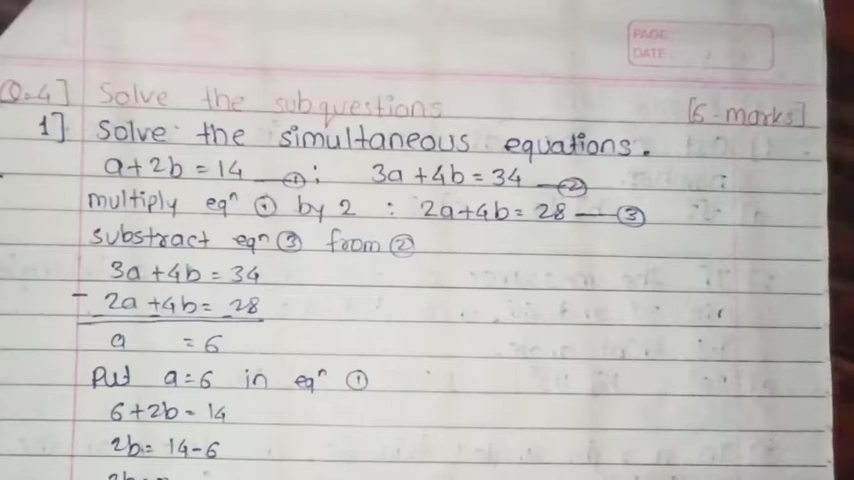 PAGE
DATE
Q.4] Solve the subquestions [6-marks]
1] Solve the simultaneous equations.
a+2b=14 —① ; 3a+4b=34 —②
multiply eqⁿ ① by 2 : 2a+4b=28 —③
substract eqⁿ ③ from ②
3a+4b=34
- 2a+4b=28
a = 6
Put a=6 in eqⁿ ①
6+2b=14
2b=14-6